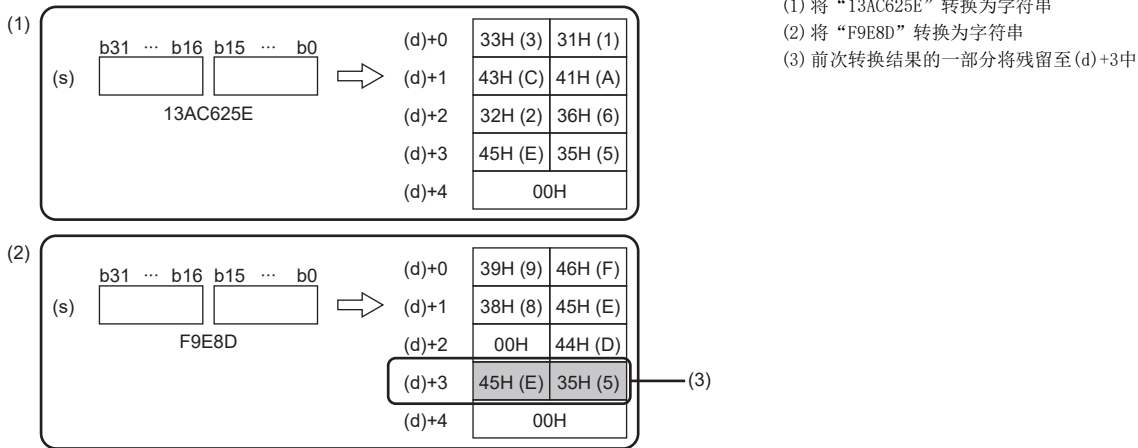 (1) 将“13AC625E”转换为字符串
(2) 将“F9E8D”转换为字符串
(3) 前次转换结果的一部分将残留至(d)+3中
(1)
b31 ··· b16 b15 ··· b0
(s)
13AC625E
(d)+0 33H (3) 31H (1)
(d)+1 43H (C) 41H (A)
(d)+2 32H (2) 36H (6)
(d)+3 45H (E) 35H (5)
(d)+4 00H
(2)
b31 ··· b16 b15 ··· b0
(s)
F9E8D
(d)+0 39H (9) 46H (F)
(d)+1 38H (8) 45H (E)
(d)+2 00H 44H (D)
(d)+3 45H (E) 35H (5) (3)
(d)+4 00H